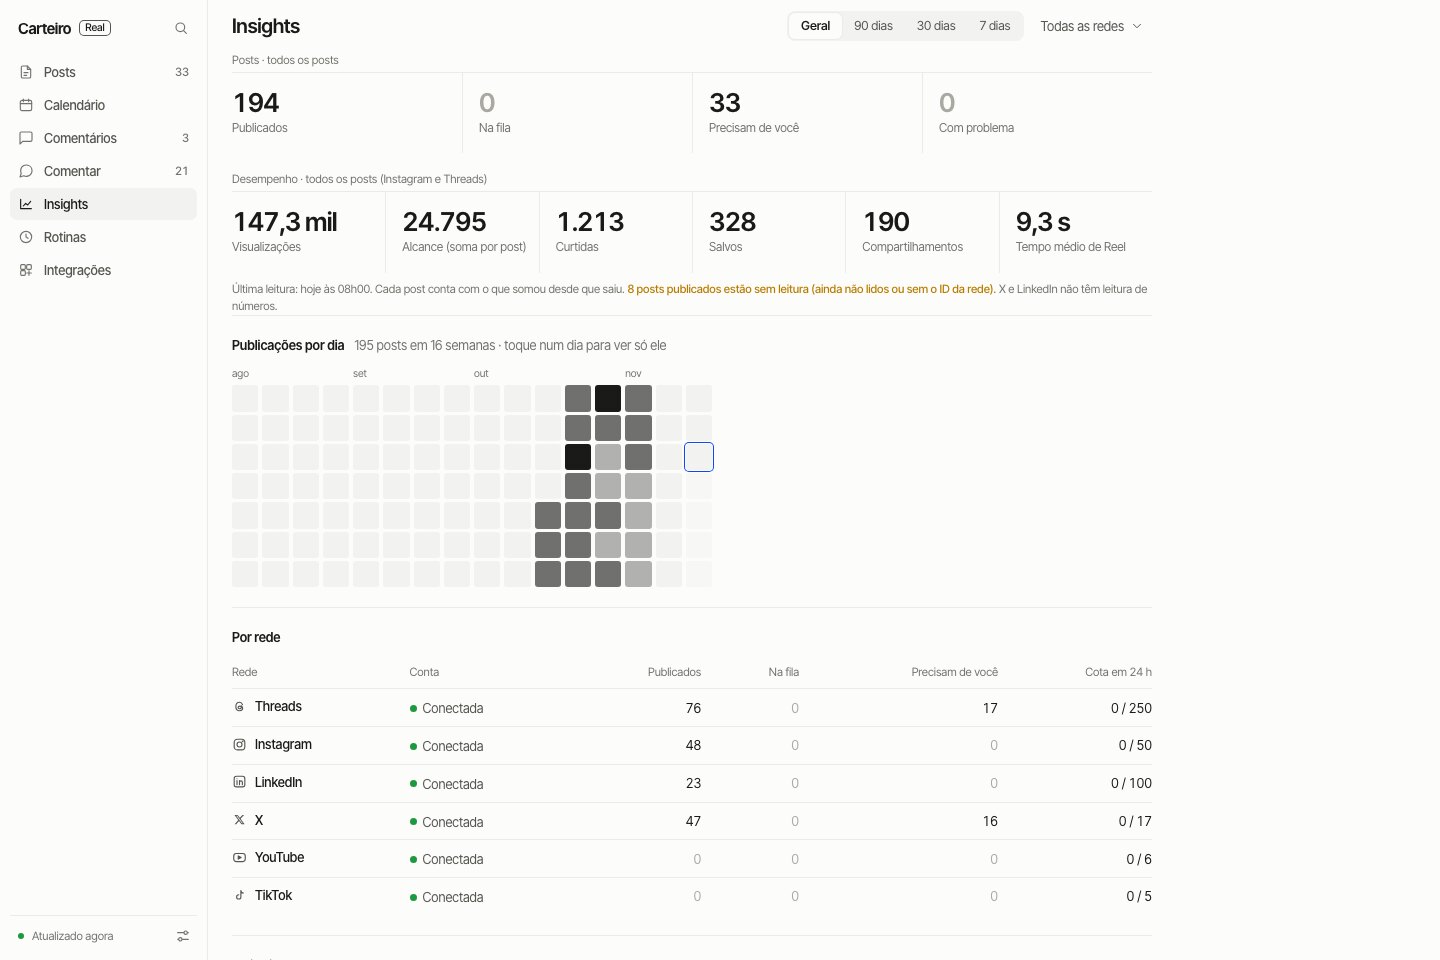 Carteiro Real
Posts 33
Calendário
Comentários 3
Comentar 21
Insights
Rotinas
Integrações
Atualizado agora
Insights
Geral 90 dias 30 dias 7 dias Todas as redes
Posts · todos os posts
194 0 33 0
Publicados Na fila Precisam de você Com problema
Desempenho · todos os posts (Instagram e Threads)
147,3 mil 24.795 1.213 328 190 9,3 s
Visualizações Alcance (soma por post) Curtidas Salvos Compartilhamentos Tempo médio de Reel
Última leitura: hoje às 08h00. Cada post conta com o que somou desde que saiu. 8 posts publicados estão sem leitura (ainda não lidos ou sem o ID da rede). X e LinkedIn não têm leitura de
números.
Publicações por dia 195 posts em 16 semanas · toque num dia para ver só ele
ago set out nov
Por rede
Rede Conta Publicados Na fila Precisam de você Cota em 24 h
Threads Conectada 76 0 17 0 / 250
Instagram Conectada 48 0 0 0 / 50
LinkedIn Conectada 23 0 0 0 / 100
X Conectada 47 0 16 0 / 17
YouTube Conectada 0 0 0 0 / 6
TikTok Conectada 0 0 0 0 / 5